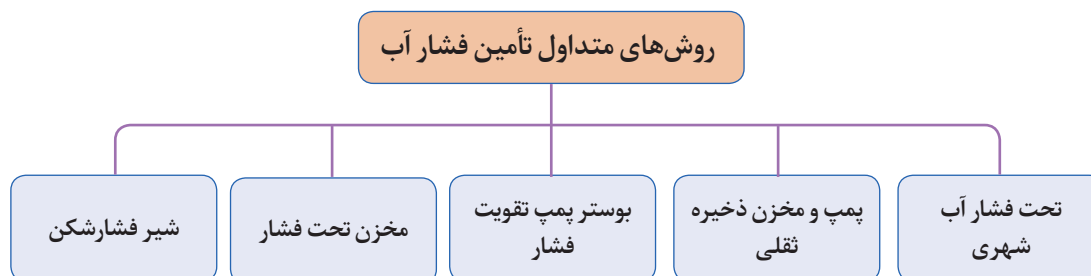 روش‌های متداول تأمین فشار آب
تحت فشار آب
شهری
پمپ و مخزن ذخیره
ثقلی
بوستر پمپ تقویت
فشار
مخزن تحت فشار
شیر فشارشکن